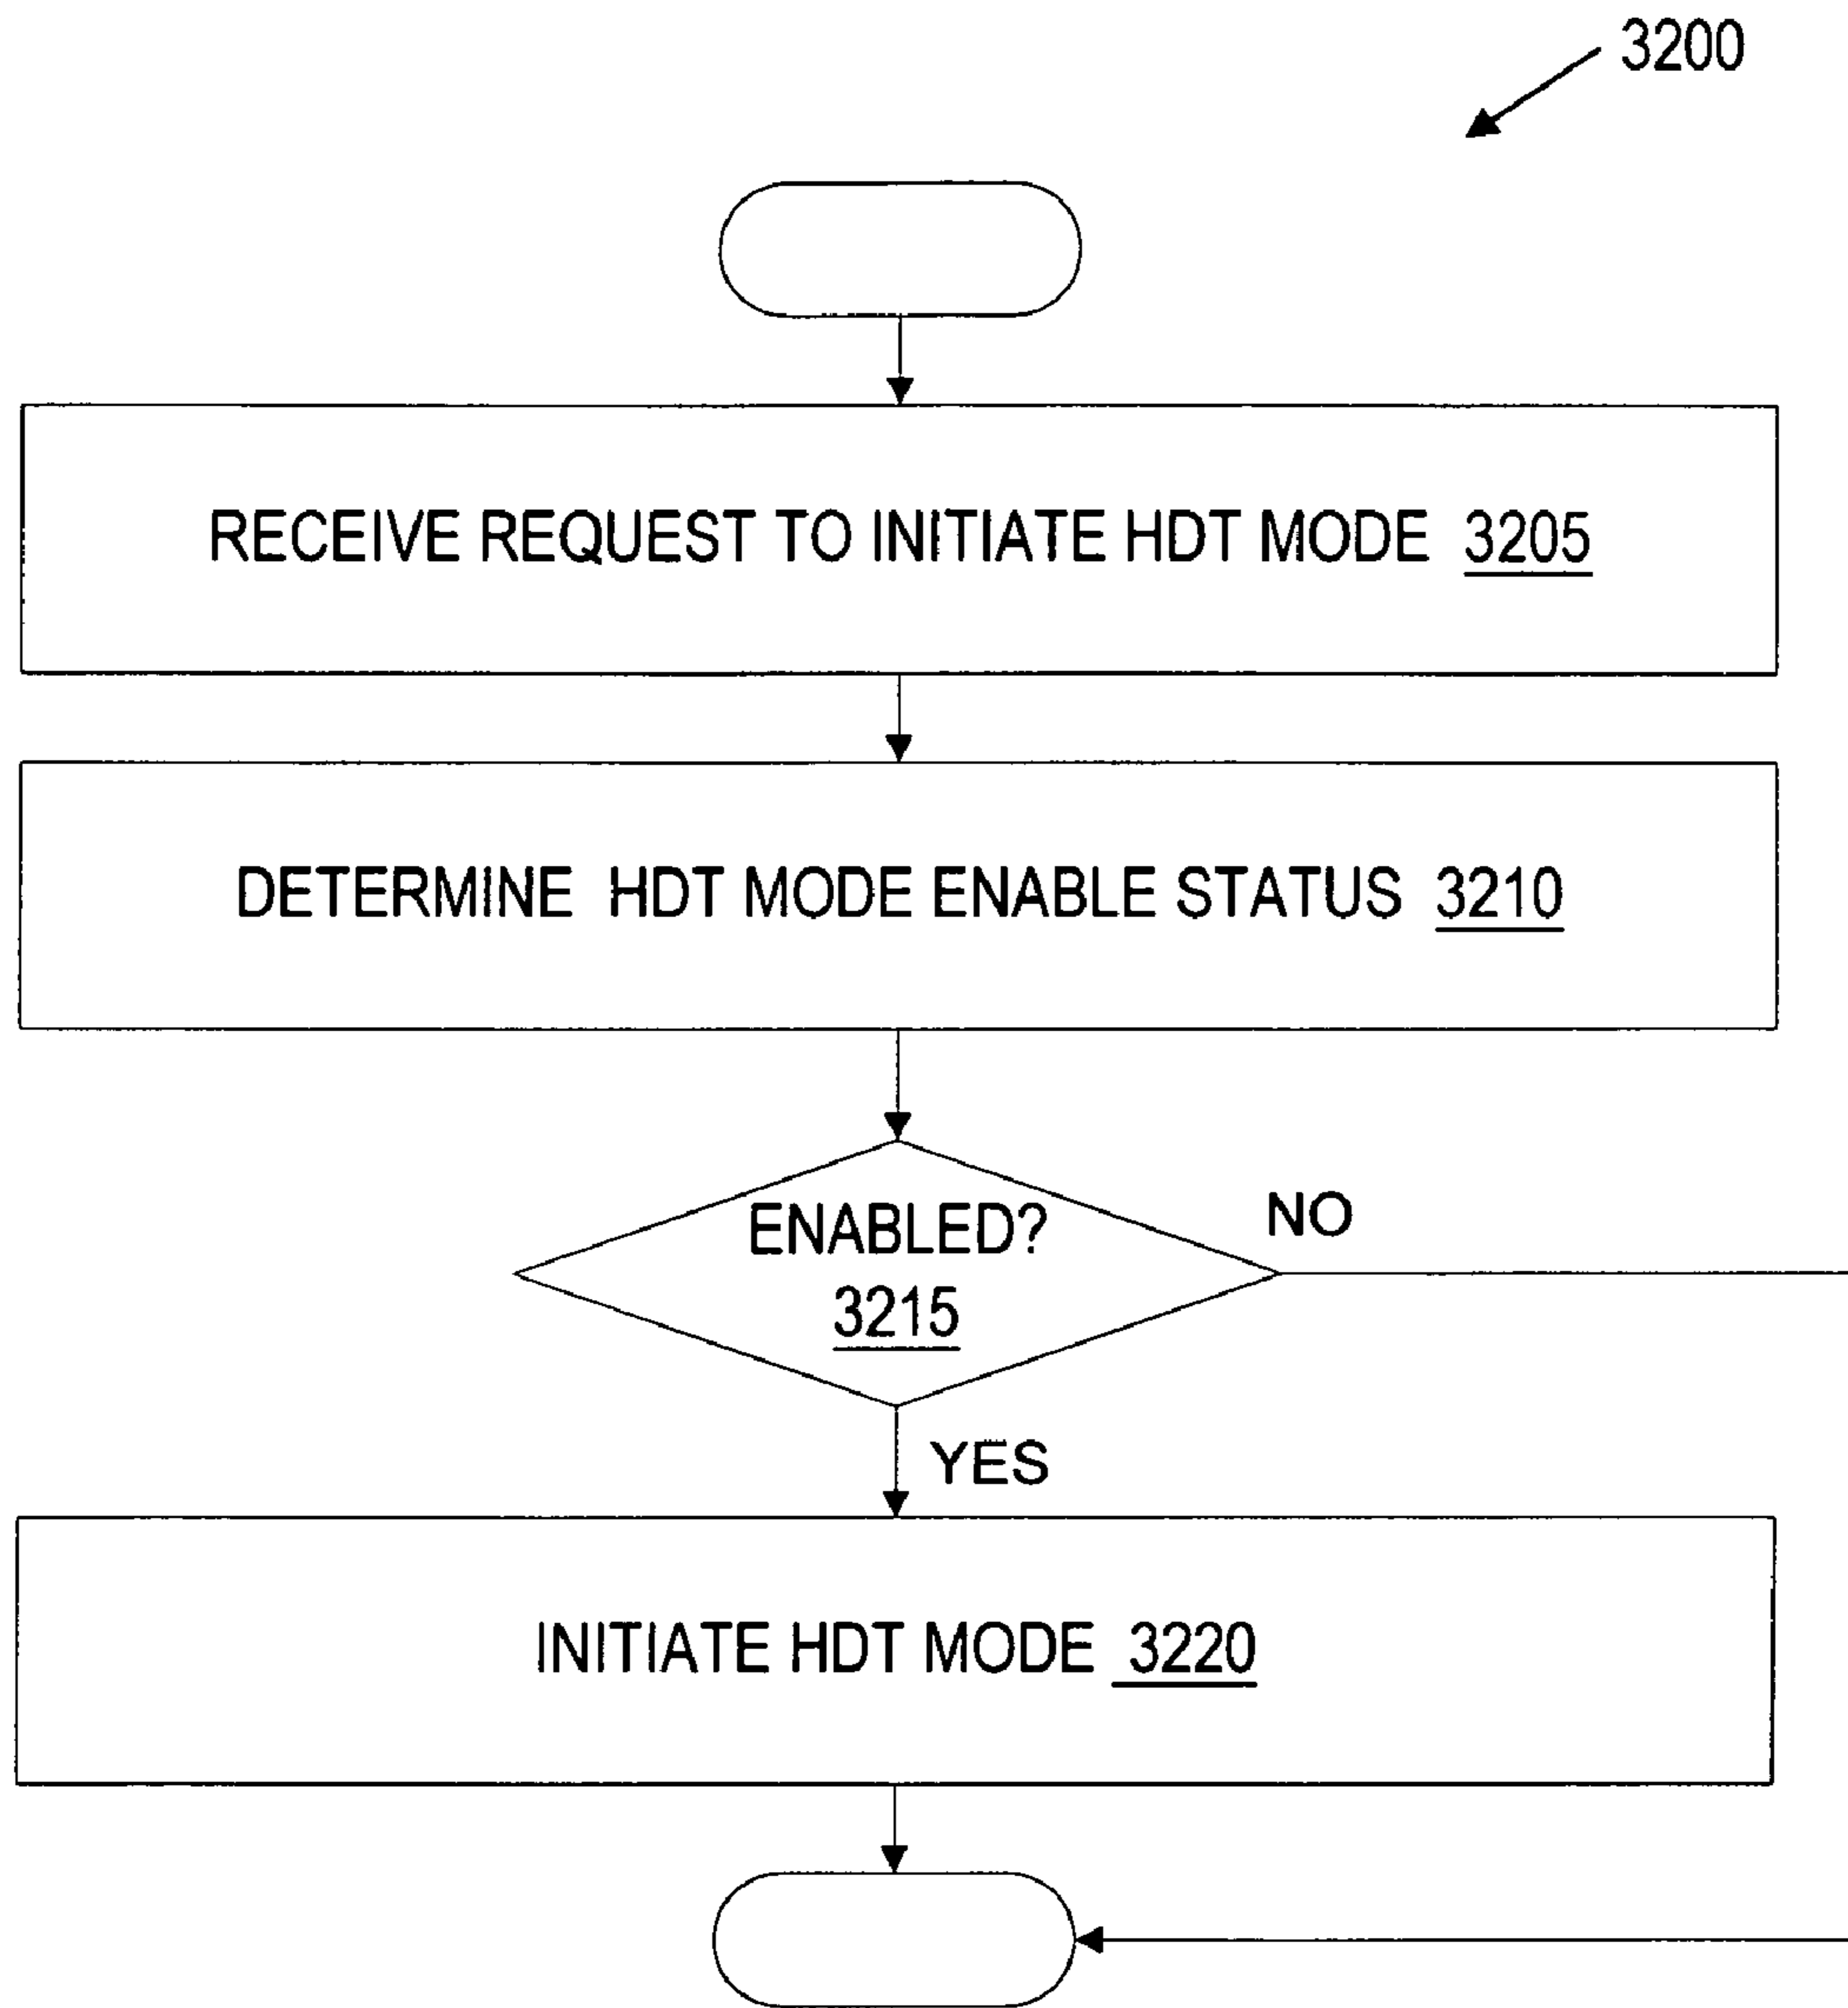 3200
RECEIVE REQUEST TO INITIATE HDT MODE 3205
DETERMINE HDT MODE ENABLE STATUS 3210
ENABLED?
3215
NO
YES
INITIATE HDT MODE 3220